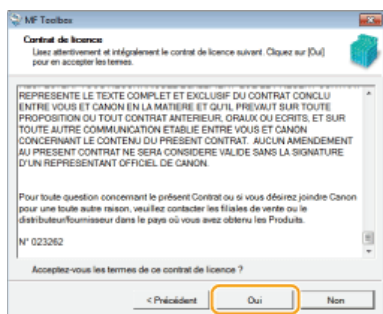 MF Toolbox
Contrat de licence
Lisez attentivement et intégralement le contrat de licence suivant. Cliquez sur [Oui]
pour en accepter les termes.
REPRESENTE LE TEXTE COMPLET ET EXCLUSIF DU CONTRAT CONCLU
ENTRE VOUS ET CANON EN LA MATIERE ET QU'IL PREVAUT SUR TOUTE
PROPOSITION OU TOUT CONTRAT ANTERIEUR, ORAUX OU ECRITS, ET SUR
TOUTE AUTRE COMMUNICATION ETABLIE ENTRE VOUS ET CANON
CONCERNANT LE CONTENU DU PRESENT CONTRAT. AUCUN AMENDEMENT
AU PRESENT CONTRAT NE SERA CONSIDERE VALIDE SANS LA SIGNATURE
D'UN REPRESENTANT OFFICIEL DE CANON.
Pour toute question concernant le présent Contrat ou si vous désirez joindre Canon
pour une toute autre raison, veuillez contacter les filiales de vente ou le
distributeur/fournisseur dans le pays où vous avez obtenu les Produits.
N° 023262
Acceptez-vous les termes de ce contrat de licence ?
< Précédent
Oui
Non